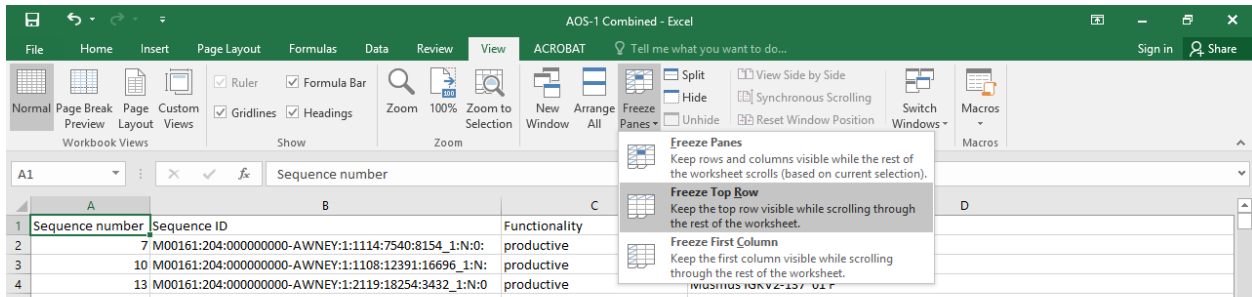 AOS-1 Combined - Excel
File Home Insert Page Layout Formulas Data Review View ACROBAT Tell me what you want to do... Sign in Share
Ruler Formula Bar Split View Side by Side
Gridlines Headings Hide Synchronous Scrolling
Unhide Reset Window Position
Normal Page Break Page Custom Zoom 100% Zoom to New Arrange Freeze Switch Macros
Preview Layout Views Selection Window All Panes Windows
Workbook Views Show Zoom Macros
Freeze Panes
Keep rows and columns visible while the rest of
the worksheet scrolls (based on current selection).
Freeze Top Row
Keep the top row visible while scrolling through
the rest of the worksheet.
Freeze First Column
Keep the first column visible while scrolling
through the rest of the worksheet.
A1 fx Sequence number
A B C D
1 Sequence number Sequence ID Functionality
2 7 M00161:204:000000000-AWNEY:1:1114:7540:8154_1:N:0: productive
3 10 M00161:204:000000000-AWNEY:1:1108:12391:16696_1:N: productive
4 13 M00161:204:000000000-AWNEY:1:2119:18254:3432_1:N:0 productive